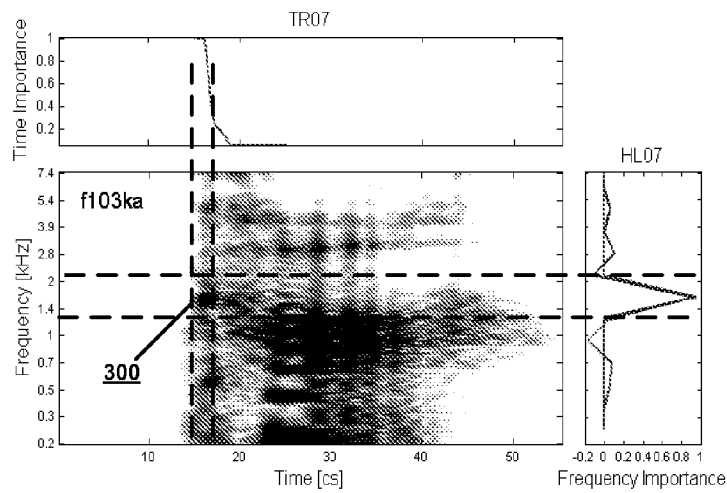 TR07
Time Importance
1
0.8
0.6
0.4
0.2
HL07
f103ka
Frequency [kHz]
7.4
5.4
3.9
2.8
2
1.4
1
0.7
0.5
0.3
0.2
300
10 20 30 40 50
Time [cs]
-0.2 0 0.2 0.4 0.6 0.8 1
Frequency Importance